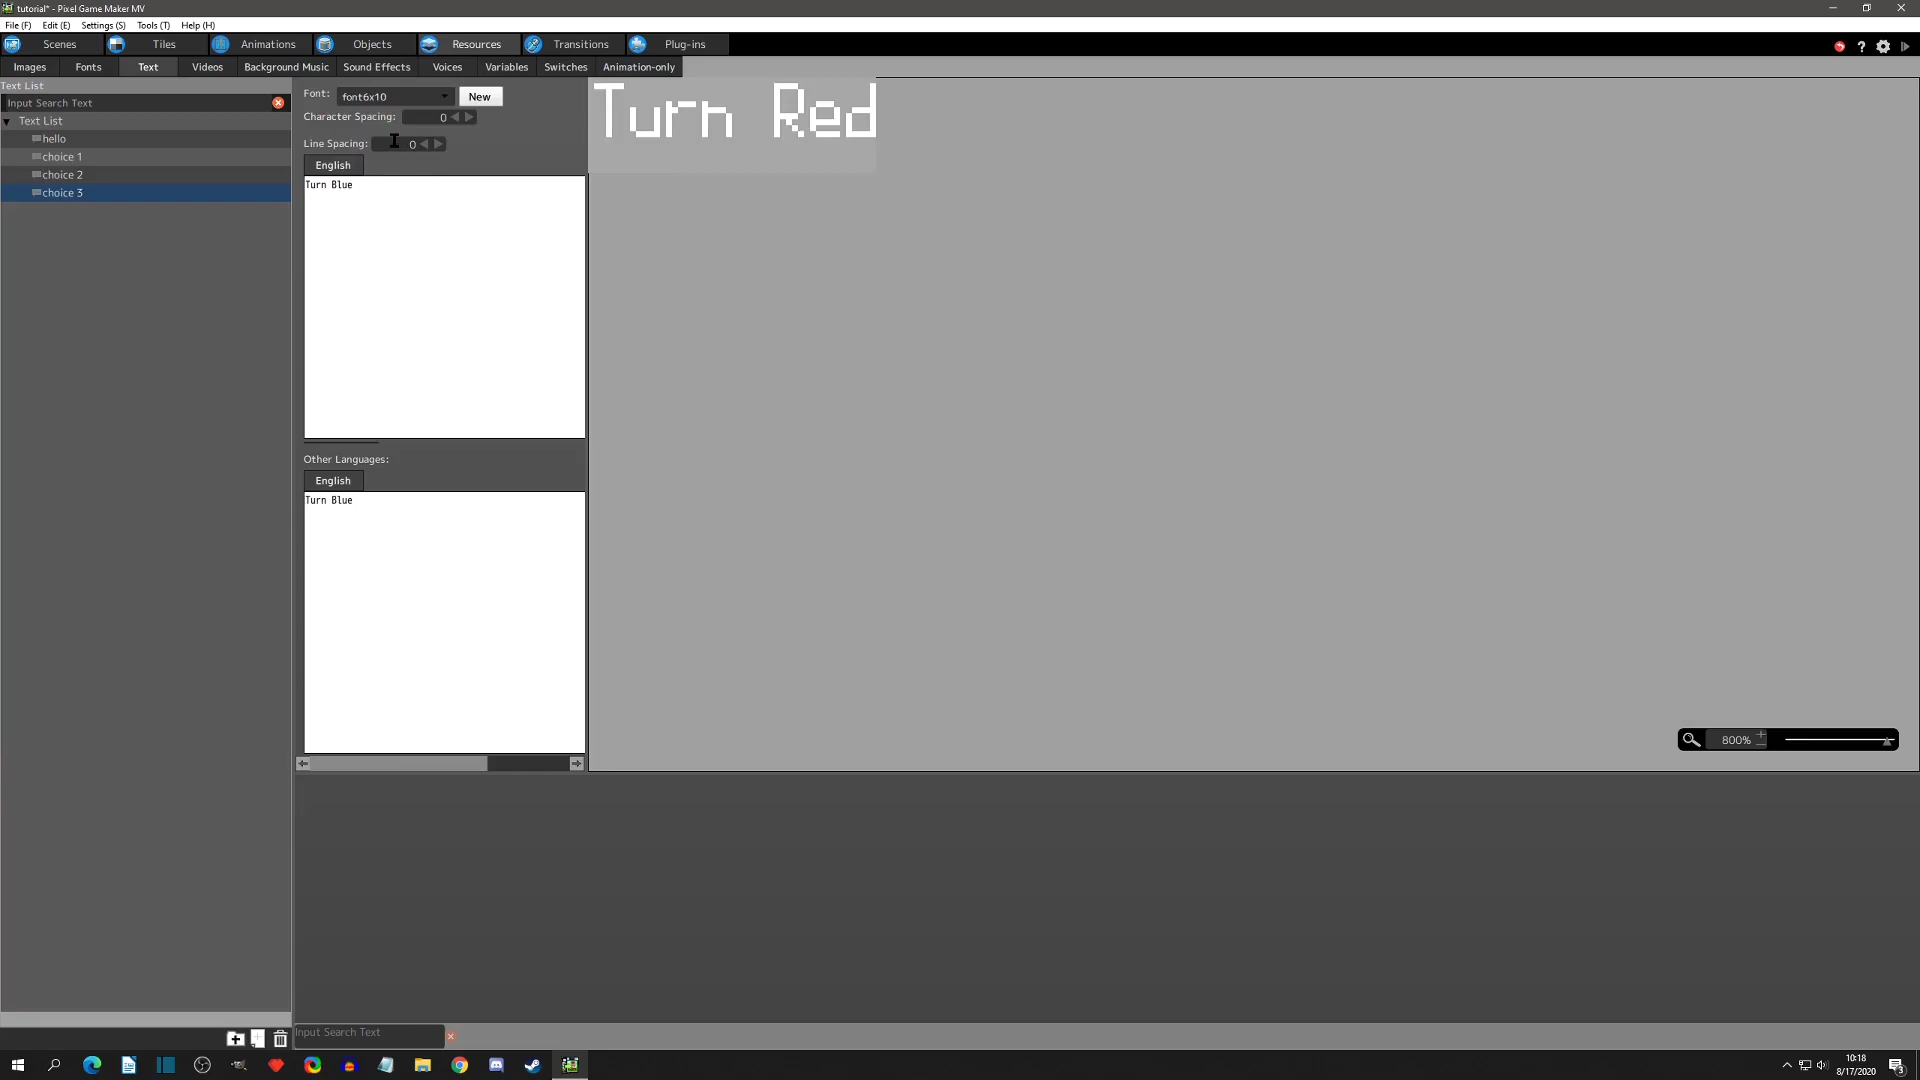 tutorial* - Pixel Game Maker MV
File (F) Edit (E) Settings (S) Tools (T) Help (H)
Scenes Tiles Animations Objects Resources Transitions Plug-ins
Images Fonts Text Videos Background Music Sound Effects Voices Variables Switches Animation-only
Text List
Input Search Text
Text List
hello
choice 1
choice 2
choice 3
Font: font6x10 New
Character Spacing: 0
Line Spacing: 0
English
Turn Blue
Other Languages:
English
Turn Blue
Turn Red
800%
Input Search Text
10:18
8/17/2020
3